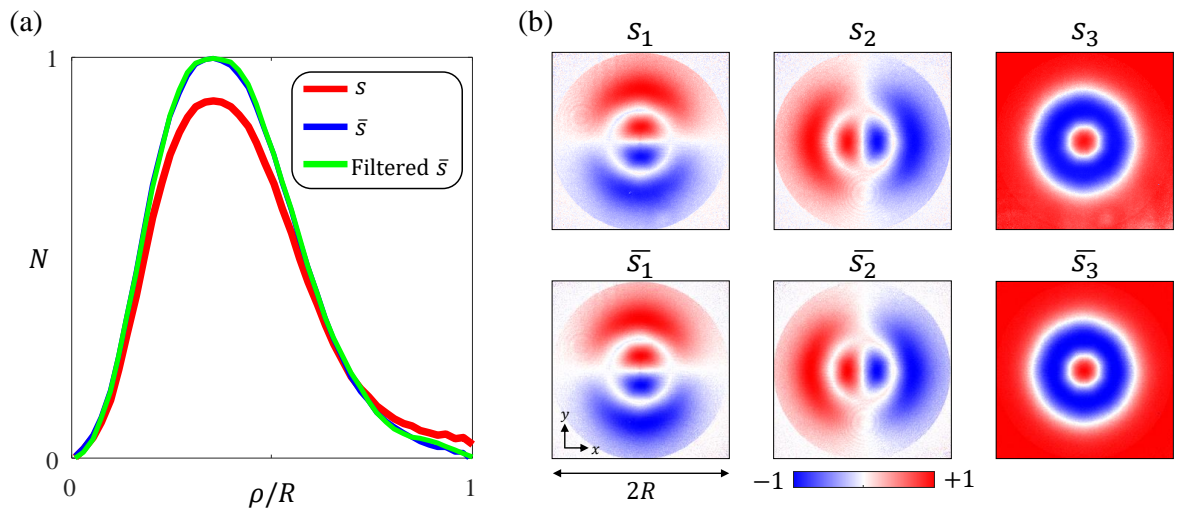 (a)
1
N
0
0
ρ/R
1
s
s̄
Filtered s̄
(b)
s₁
s₂
s₃
s̄₁
s̄₂
s̄₃
y
x
2R
−1
+1